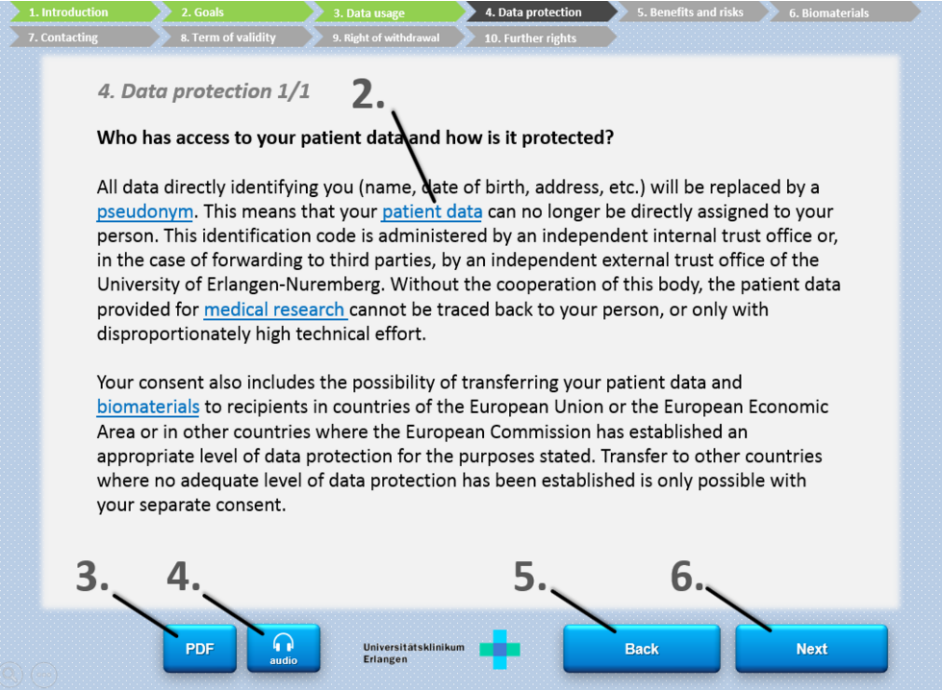 1. Introduction
2. Goals
3. Data usage
4. Data protection
5. Benefits and risks
6. Biomaterials
7. Contacting
8. Term of validity
9. Right of withdrawal
10. Further rights
4. Data protection 1/1
2.
Who has access to your patient data and how is it protected?
All data directly identifying you (name, date of birth, address, etc.) will be replaced by a
pseudonym. This means that your patient data can no longer be directly assigned to your
person. This identification code is administered by an independent internal trust office or,
in the case of forwarding to third parties, by an independent external trust office of the
University of Erlangen-Nuremberg. Without the cooperation of this body, the patient data
provided for medical research cannot be traced back to your person, or only with
disproportionately high technical effort.
Your consent also includes the possibility of transferring your patient data and
biomaterials to recipients in countries of the European Union or the European Economic
Area or in other countries where the European Commission has established an
appropriate level of data protection for the purposes stated. Transfer to other countries
where no adequate level of data protection has been established is only possible with
your separate consent.
3.
4.
5.
6.
PDF
audio
Universitätsklinikum
Erlangen
Back
Next